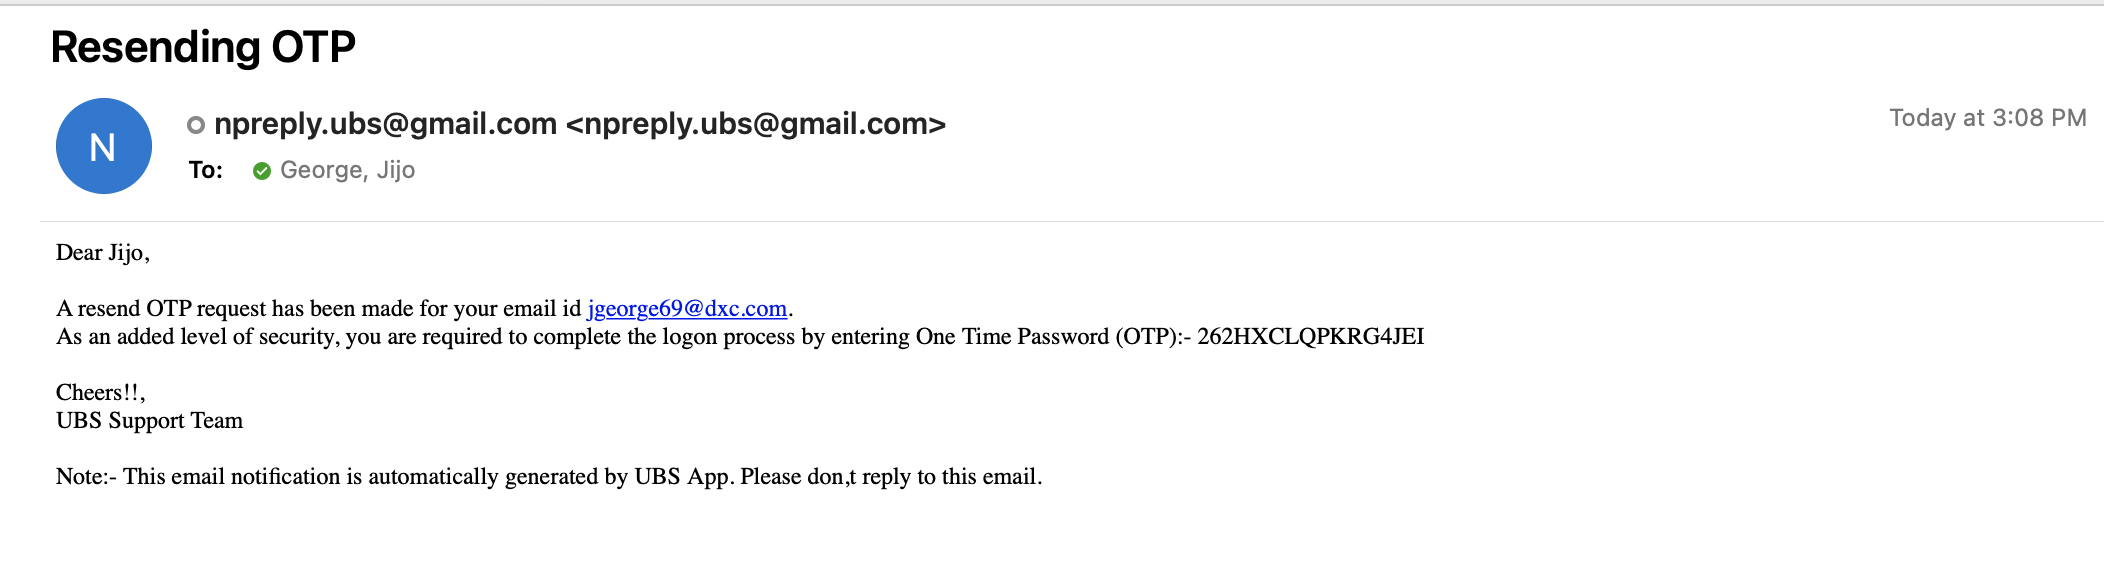 Resending OTP
N
npreply.ubs@gmail.com <npreply.ubs@gmail.com>
Today at 3:08 PM
To: George, Jijo
Dear Jijo,
A resend OTP request has been made for your email id jgeorge69@dxc.com.
As an added level of security, you are required to complete the logon process by entering One Time Password (OTP):- 262HXCLQPKRG4JEI
Cheers!!,
UBS Support Team
Note:- This email notification is automatically generated by UBS App. Please don,t reply to this email.